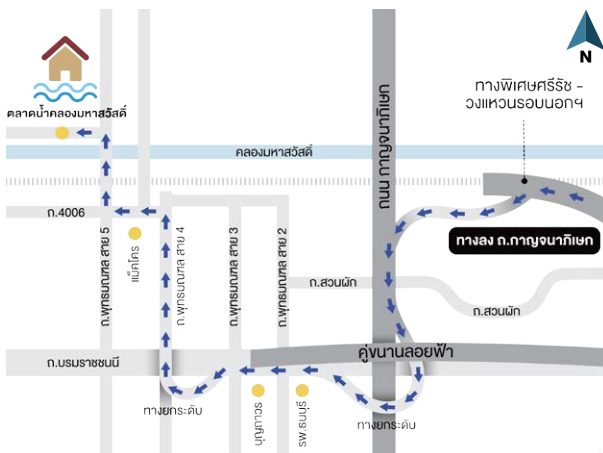 N
ทางพิเศษศรีรัช -
วงแหวนรอบนอกฯ
ตลาดน้ำคลองมหาสวัสดิ์
คลองมหาสวัสดิ์
ถนน กาญจนาภิเษก
ถ.4006
ทางลง ถ.กาญจนาภิเษก
ถ.พุทธมณฑล สาย 5
แม็คโคร
ถ.พุทธมณฑล สาย 4
ถ.พุทธมณฑล สาย 3
ถ.พุทธมณฑล สาย 2
ถ.สวนผัก
ถ.สวนผัก
ถ.บรมราชชนนี
คู่ขนานลอยฟ้า
ทางยกระดับ
บุญถาวร
รพ.ธนบุรี
ทางยกระดับ